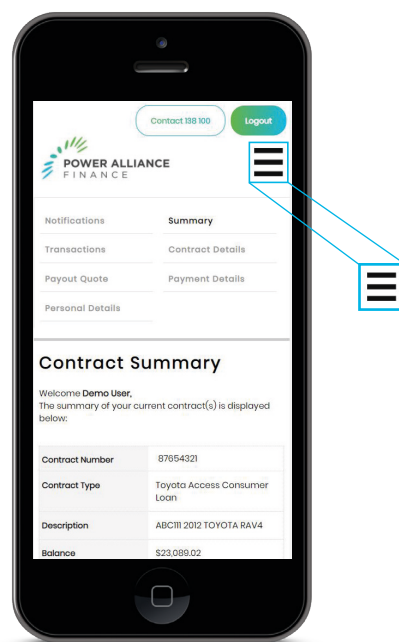 Contact 138 100
Logout
POWER ALLIANCE
FINANCE
Notifications
Summary
Transactions
Contract Details
Payout Quote
Payment Details
Personal Details
Contract Summary
Welcome Demo User,
The summary of your current contract(s) is displayed
below:
Contract Number 87654321
Contract Type Toyota Access Consumer
Loan
Description ABC111 2012 TOYOTA RAV4
Balance $23,089.02